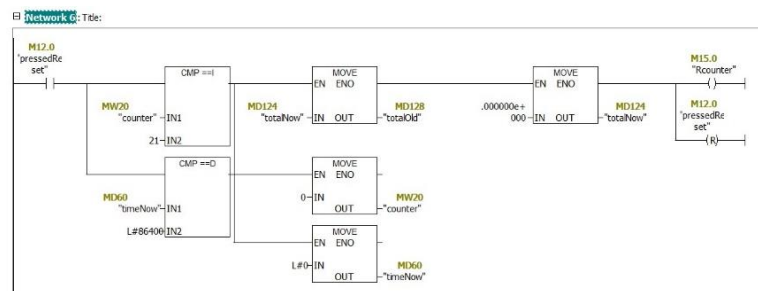 Network 6: Title:
M12.0
"pressedRe
set"
CMP ==I
MW20
"counter"
IN1
21
IN2
MOVE
EN ENO
MD124
"totalNow"
IN OUT
MD128
"totalOld"
MOVE
EN ENO
.000000e+
000
IN OUT
MD124
"totalNow"
M15.0
"Rcounter"
( )
M12.0
"pressedRe
set"
(R)
CMP ==D
MD60
"timeNow"
IN1
L#86400
IN2
MOVE
EN ENO
0
IN
OUT
MW20
"counter"
MOVE
EN ENO
L#0
IN
OUT
MD60
"timeNow"